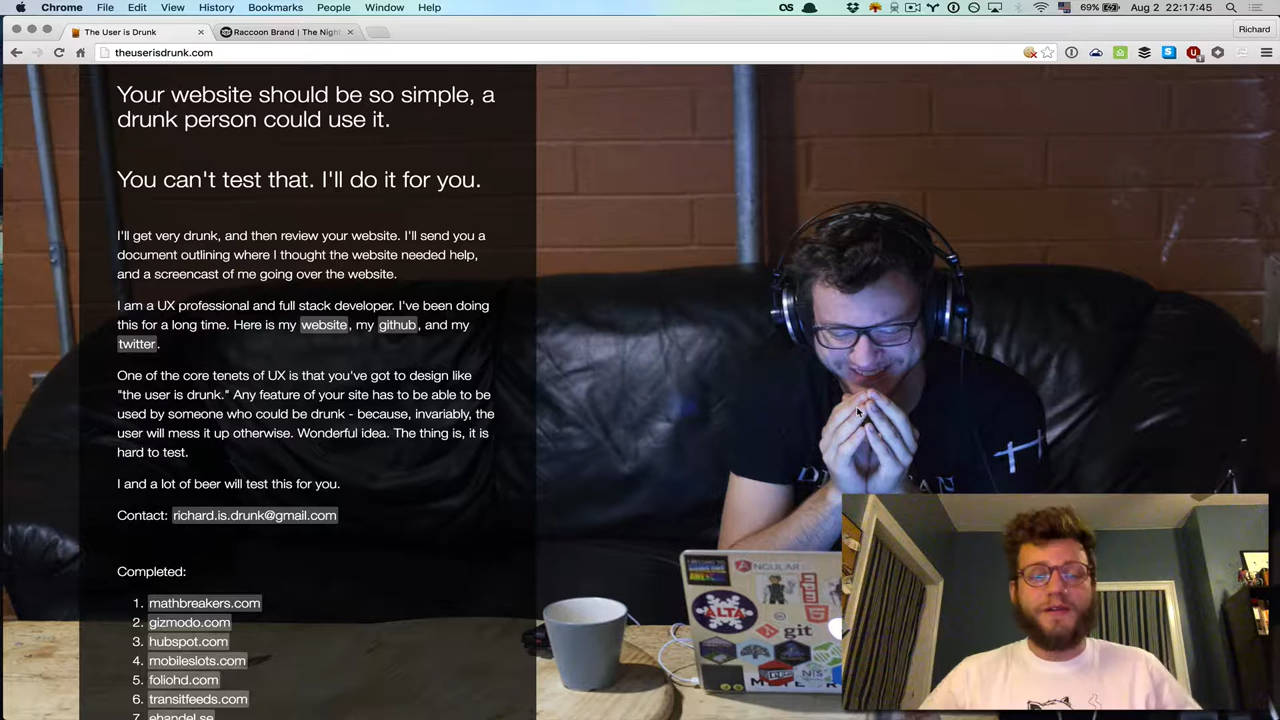 Chrome File Edit View History Bookmarks People Window Help
69% Aug 2 22:17:45
The User is Drunk
Raccoon Brand | The Night
Richard
theuserisdrunk.com
Your website should be so simple, a
drunk person could use it.
You can't test that. I'll do it for you.
I'll get very drunk, and then review your website. I'll send you a
document outlining where I thought the website needed help,
and a screencast of me going over the website.
I am a UX professional and full stack developer. I've been doing
this for a long time. Here is my website, my github, and my
twitter.
One of the core tenets of UX is that you've got to design like
"the user is drunk." Any feature of your site has to be able to be
used by someone who could be drunk - because, invariably, the
user will mess it up otherwise. Wonderful idea. The thing is, it is
hard to test.
I and a lot of beer will test this for you.
Contact: richard.is.drunk@gmail.com
Completed:
1. mathbreakers.com
2. gizmodo.com
3. hubspot.com
4. mobileslots.com
5. foliohd.com
6. transitfeeds.com
7. ehandel.se
ANGULAR
npm
ALTA
git